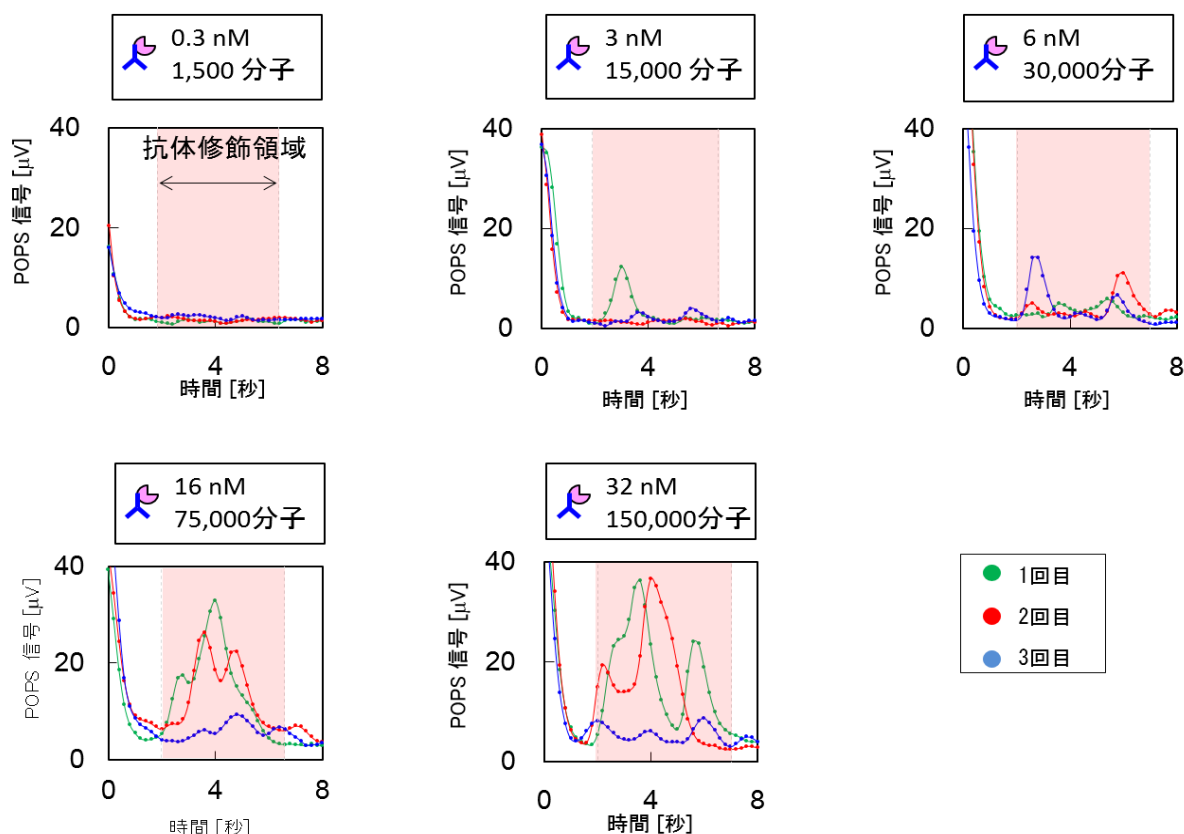 0.3 nM
1,500 分子
POPS 信号 [μV]
40
20
0
抗体修飾領域
0 4 8
時間 [秒]
3 nM
15,000 分子
POPS 信号 [μV]
40
20
0
0 4 8
時間 [秒]
6 nM
30,000分子
POPS 信号 [μV]
40
20
0
0 4 8
時間 [秒]
16 nM
75,000分子
POPS 信号 [μV]
40
20
0
0 4 8
時間 [秒]
32 nM
150,000分子
POPS 信号 [μV]
40
20
0
0 4 8
時間 [秒]
1回目
2回目
3回目